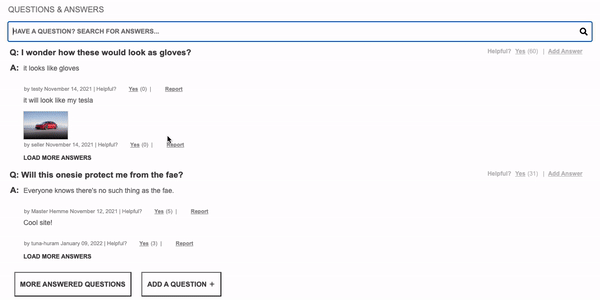 QUESTIONS & ANSWERS
HAVE A QUESTION? SEARCH FOR ANSWERS...
Q: I wonder how these would look as gloves? Helpful? Yes (60) | Add Answer
A: it looks like gloves
by testy November 14, 2021 | Helpful? Yes (0) | Report
it will look like my tesla
by seller November 14, 2021 | Helpful? Yes (0) | Report
LOAD MORE ANSWERS
Q: Will this onesie protect me from the fae? Helpful? Yes (31) | Add Answer
A: Everyone knows there's no such thing as the fae.
by Master Hemme November 12, 2021 | Helpful? Yes (5) | Report
Cool site!
by tuna-huram January 09, 2022 | Helpful? Yes (3) | Report
LOAD MORE ANSWERS
MORE ANSWERED QUESTIONS ADD A QUESTION +